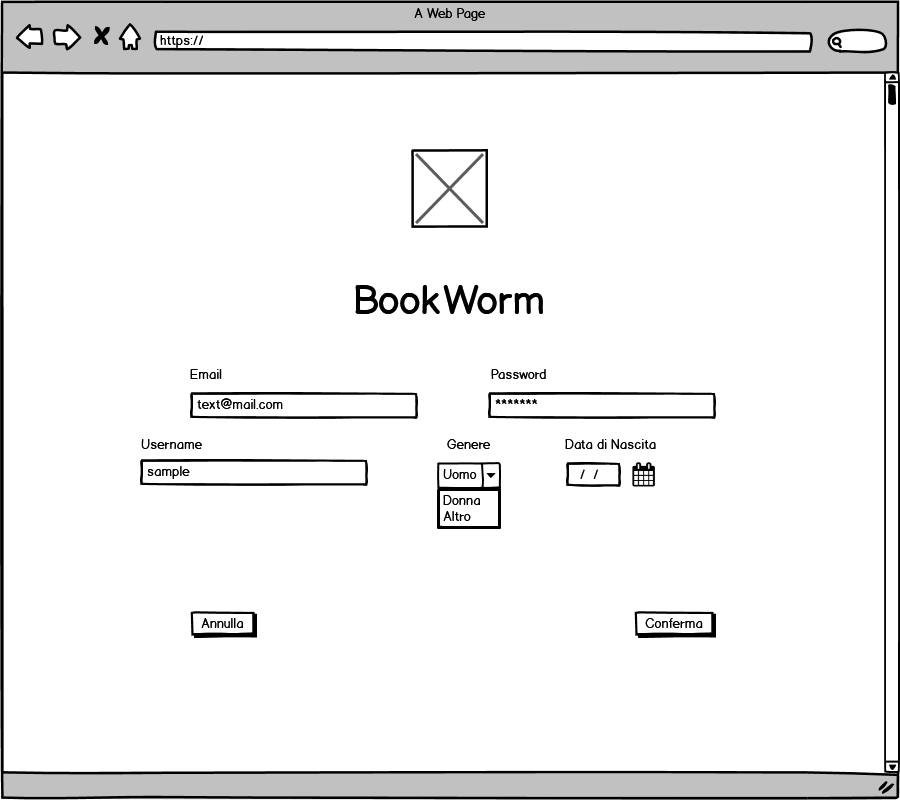 A Web Page
https://
BookWorm
Email
Password
text@mail.com
*******
Username
Genere
Data di Nascita
sample
Uomo
/ /
Donna
Altro
Annulla
Conferma